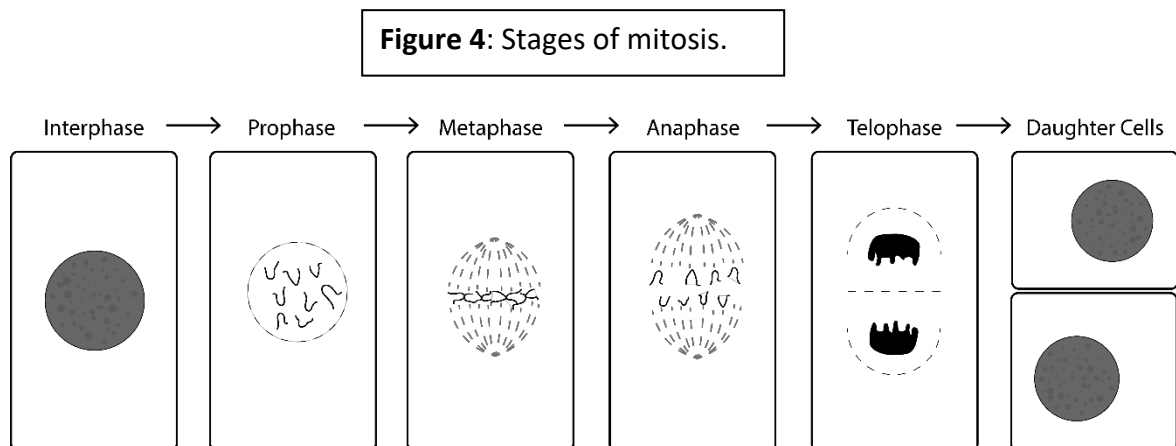 Figure 4: Stages of mitosis.
Interphase → Prophase → Metaphase → Anaphase → Telophase → Daughter Cells